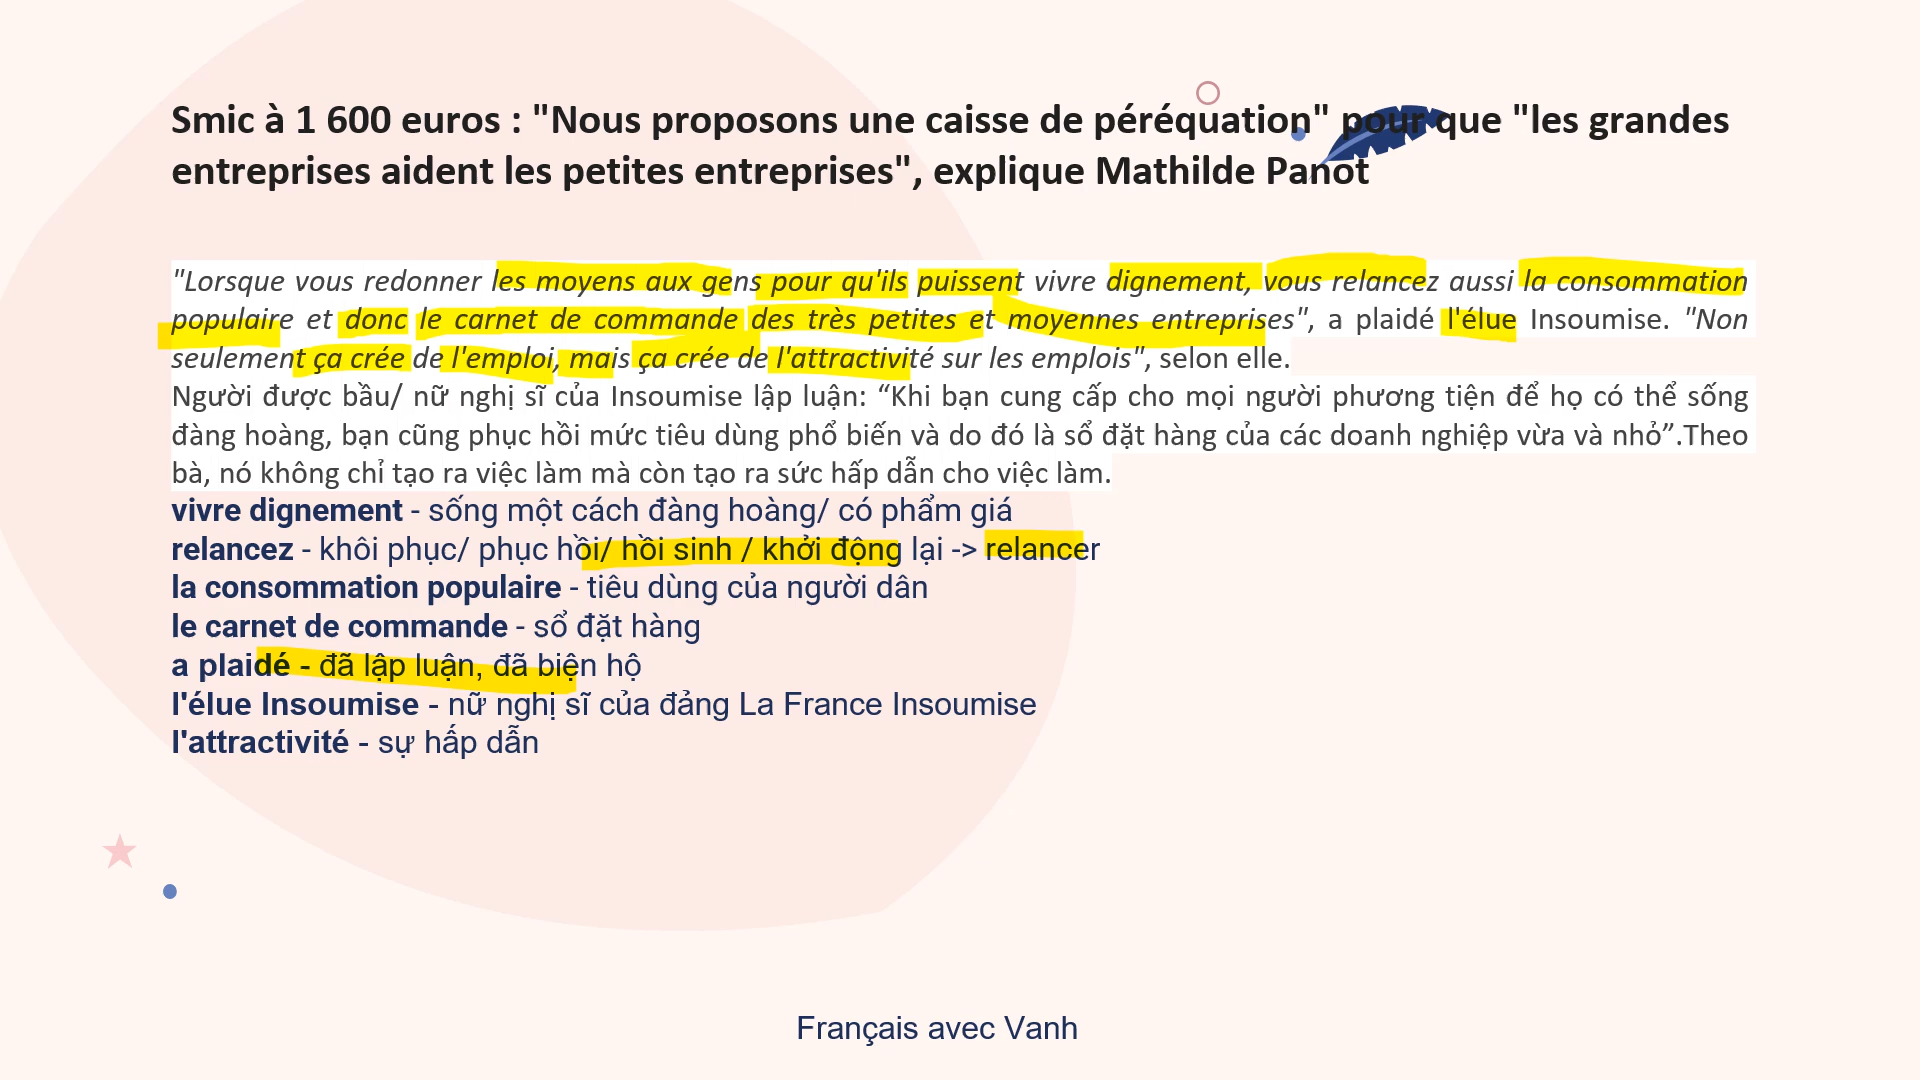 Smic à 1 600 euros : "Nous proposons une caisse de péréquation" pour que "les grandes
entreprises aident les petites entreprises", explique Mathilde Panot
"Lorsque vous redonner les moyens aux gens pour qu'ils puissent vivre dignement, vous relancez aussi la consommation
populaire et donc le carnet de commande des très petites et moyennes entreprises", a plaidé l'élue Insoumise. "Non
seulement ça crée de l'emploi, mais ça crée de l'attractivité sur les emplois", selon elle.
Người được bầu/ nữ nghị sĩ của Insoumise lập luận: “Khi bạn cung cấp cho mọi người phương tiện để họ có thể sống
đàng hoàng, bạn cũng phục hồi mức tiêu dùng phổ biến và do đó là sổ đặt hàng của các doanh nghiệp vừa và nhỏ”.Theo
bà, nó không chỉ tạo ra việc làm mà còn tạo ra sức hấp dẫn cho việc làm.
vivre dignement - sống một cách đàng hoàng/ có phẩm giá
relancez - khôi phục/ phục hồi/ hồi sinh / khởi động lại -> relancer
la consommation populaire - tiêu dùng của người dân
le carnet de commande - sổ đặt hàng
a plaidé - đã lập luận, đã biện hộ
l'élue Insoumise - nữ nghị sĩ của đảng La France Insoumise
l'attractivité - sự hấp dẫn
Français avec Vanh